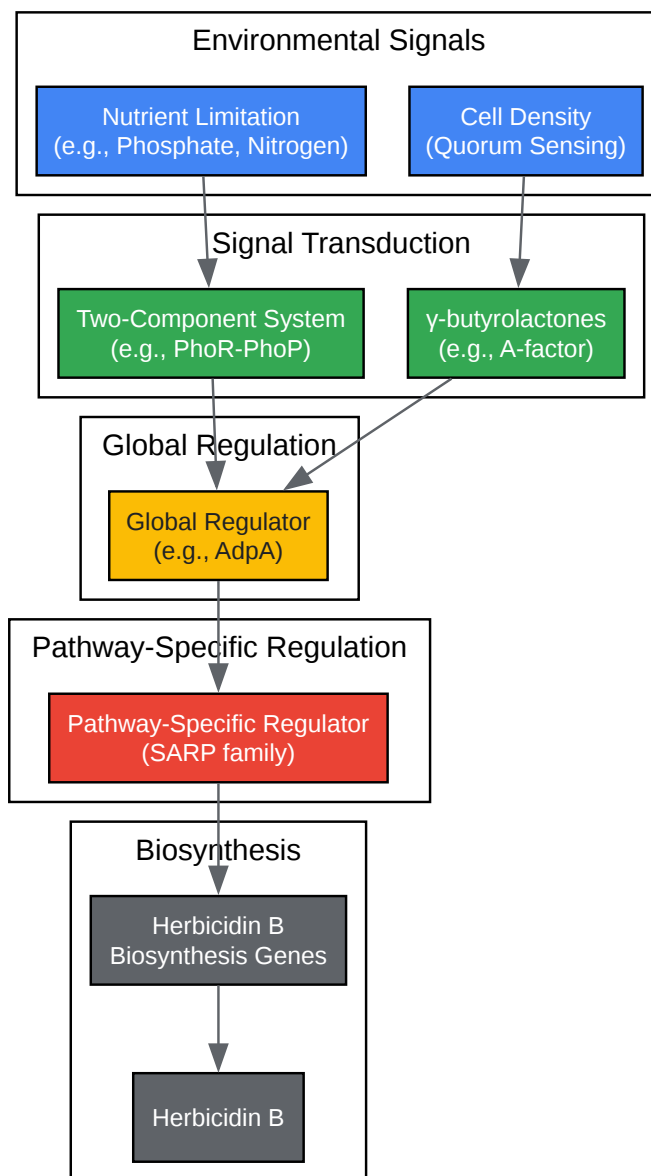 Environmental Signals
Nutrient Limitation
(e.g., Phosphate, Nitrogen)
Cell Density
(Quorum Sensing)
Signal Transduction
Two-Component System
(e.g., PhoR-PhoP)
γ-butyrolactones
(e.g., A-factor)
Global Regulation
Global Regulator
(e.g., AdpA)
Pathway-Specific Regulation
Pathway-Specific Regulator
(SARP family)
Biosynthesis
Herbicidin B
Biosynthesis Genes
Herbicidin B